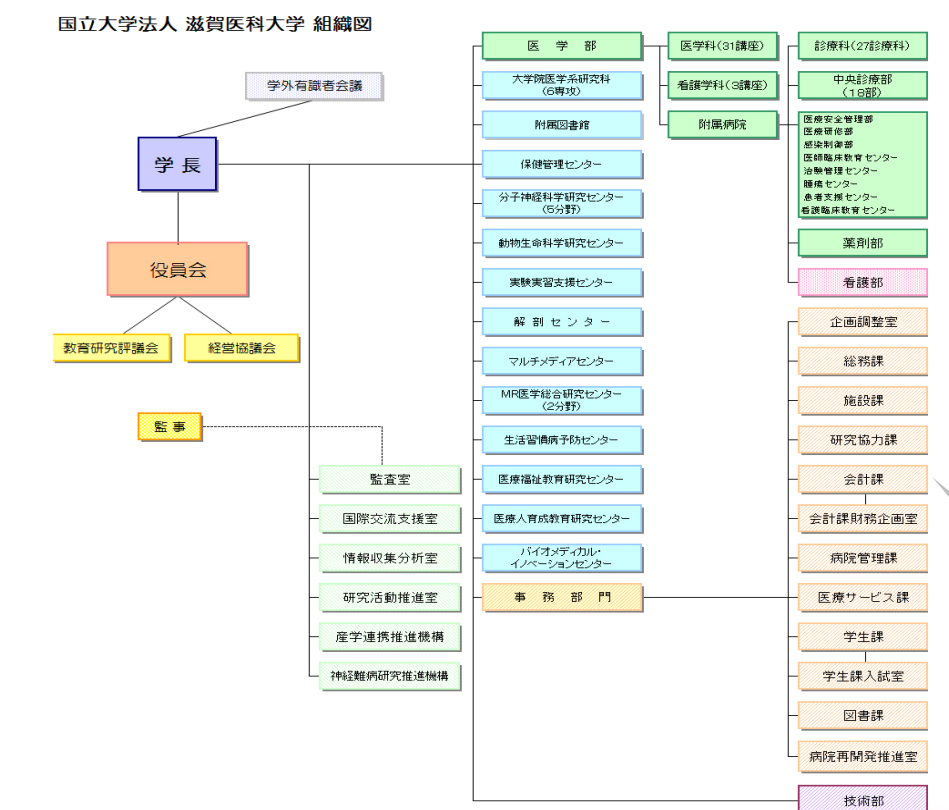 国立大学法人 滋賀医科大学 組織図
学外有識者会議
学長
役員会
教育研究評議会
経営協議会
監事
監査室
国際交流支援室
情報収集分析室
研究活動推進室
産学連携推進機構
神経難病研究推進機構
医学部
大学院医学系研究科
(6専攻)
附属図書館
保健管理センター
分子神経科学研究センター
(5分野)
動物生命科学研究センター
実験実習支援センター
解剖センター
マルチメディアセンター
MR医学総合研究センター
(2分野)
生活習慣病予防センター
医療福祉教育研究センター
医療人育成教育研究センター
バイオメディカル・
イノベーションセンター
事務部門
医学科(31講座)
看護学科(3講座)
附属病院
診療科(27診療科)
中央診療部
(18部)
医療安全管理部
医療研修部
感染制御部
医師臨床教育センター
治験管理センター
腫瘍センター
患者支援センター
看護臨床教育センター
薬剤部
看護部
企画調整室
総務課
施設課
研究協力課
会計課
会計課財務企画室
病院管理課
医療サービス課
学生課
学生課入試室
図書課
病院再開発推進室
技術部